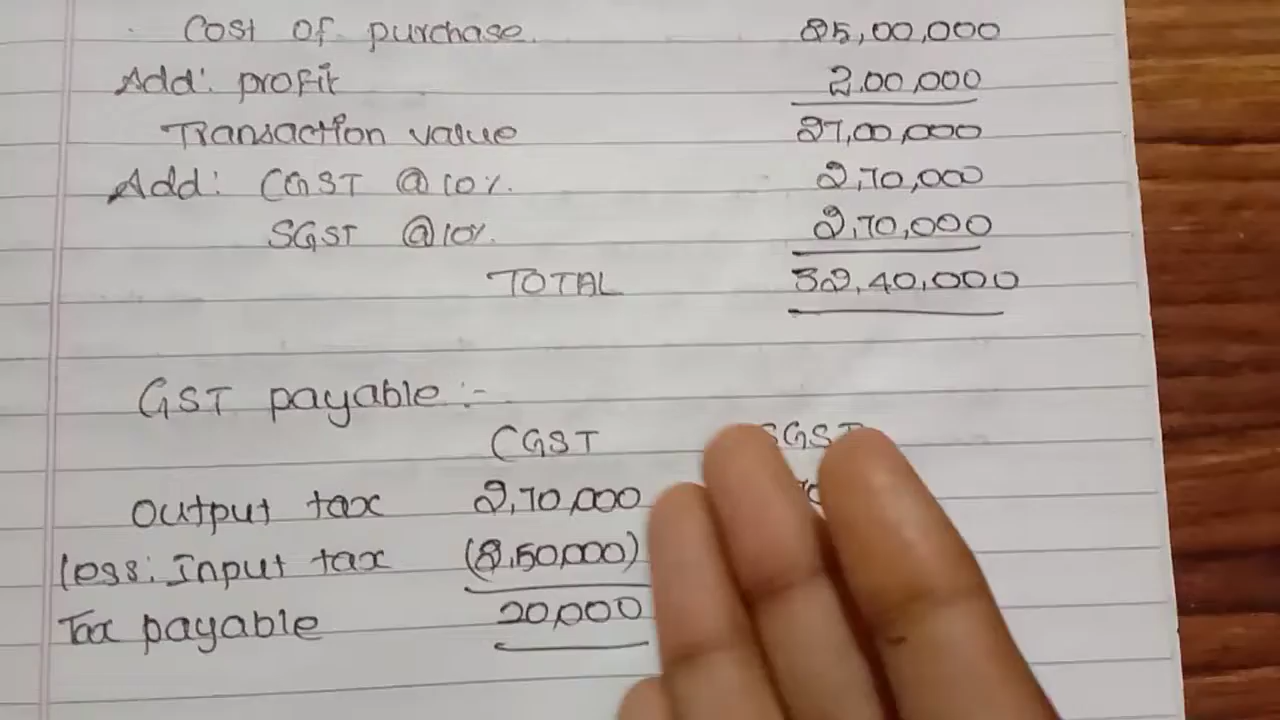 Cost of purchase. 25,00,000
Add: profit 2,00,000
Transaction value 27,00,000
Add: CGST @ 10%. 2,70,000
SGST @10%. 2,70,000
TOTAL 32,40,000
GST payable :-
CGST SGST
Output tax 2,70,000
less: Input tax (2,50,000)
Tax payable 20,000